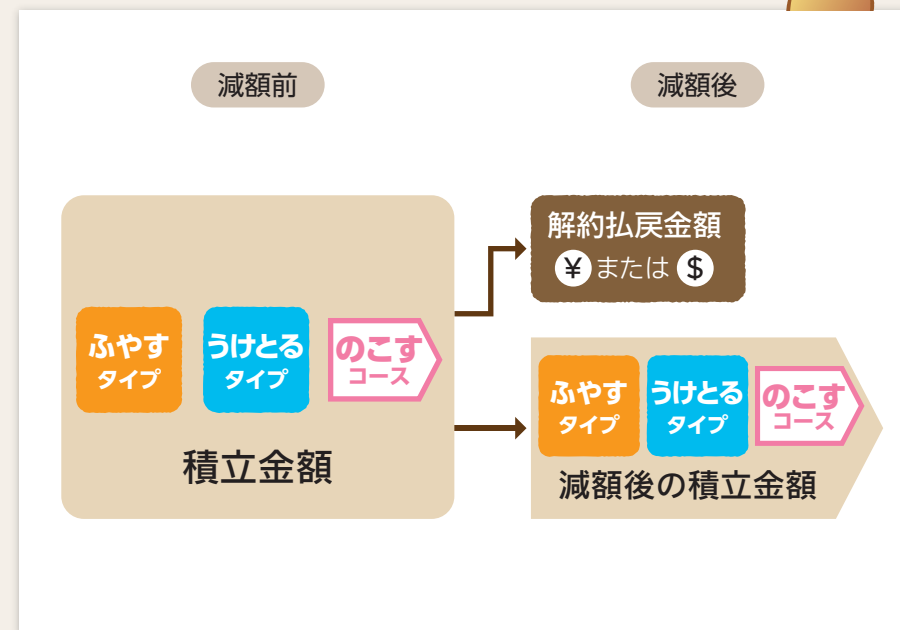 減額前
減額後
ふやす
タイプ
うけとる
タイプ
のこす
コース
積立金額
解約払戻金額
¥または$
ふやす
タイプ
うけとる
タイプ
のこす
コース
減額後の積立金額